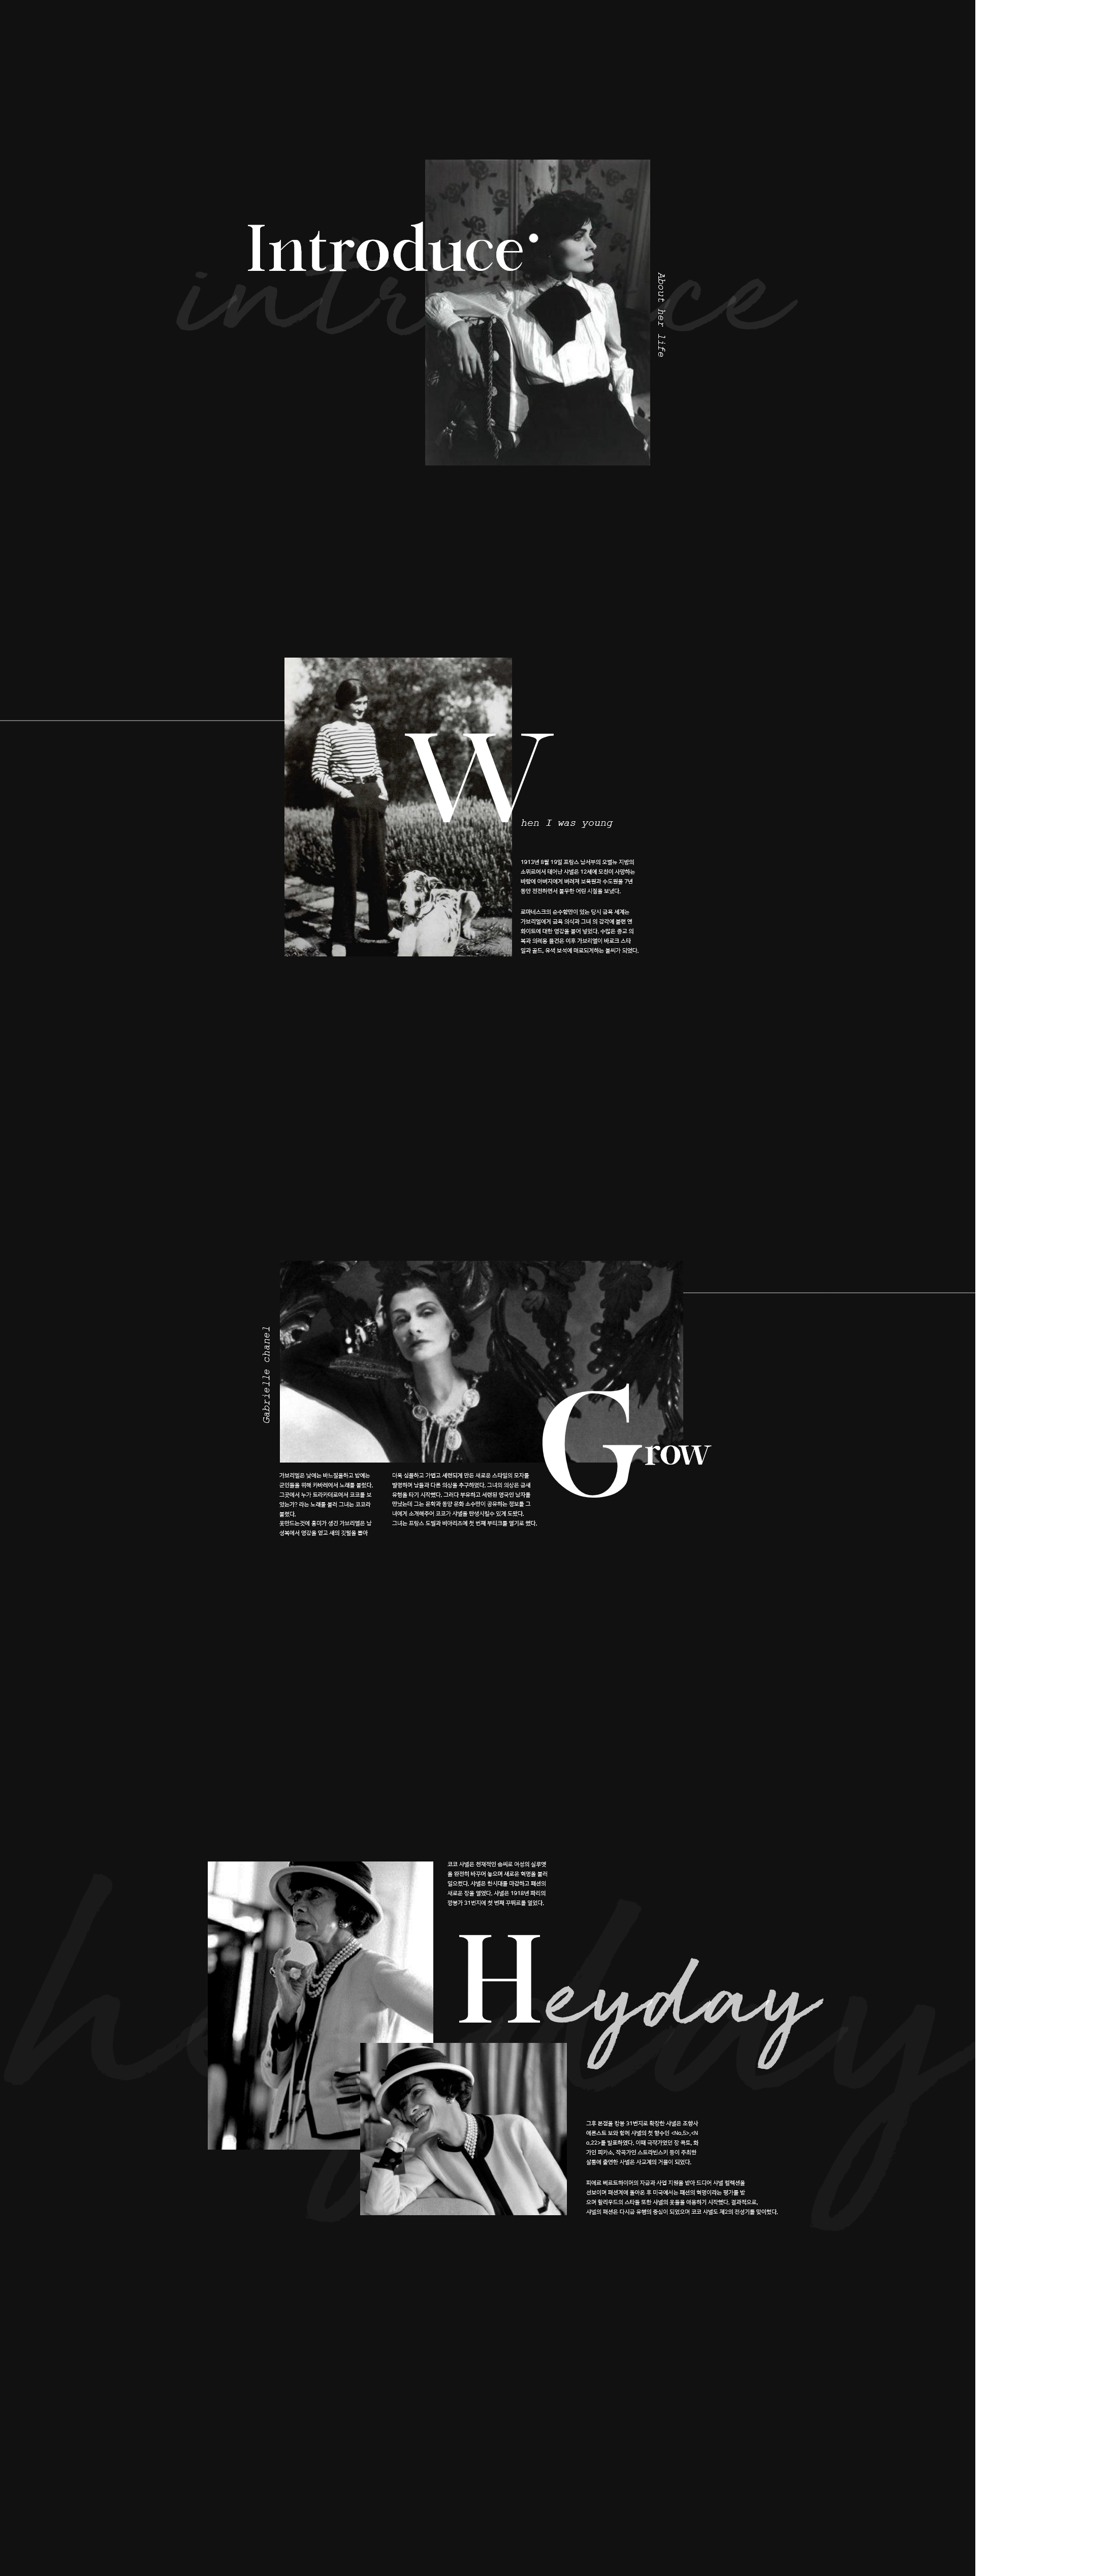 introduce
Introduce
About her life
When I was young
1913년 8월 19일 프랑스 남서부의 오벨뉴 지방의
소뮈르에서 태어난 샤넬은 12세에 모친이 사망하는
바람에 아버지에게 버려져 보육원과 수도원을 7년
동안 전전하면서 불우한 어린 시절을 보냈다.
로마네스크의 순수함만이 있는 당시 금욕 세계는
가브리엘에게 금욕 의식과 그녀 의 감각에 블랙 앤
화이트에 대한 영감을 불어 넣었다. 수많은 종교 의
복과 의례용 물건은 이후 가브리엘이 바로크 스타
일과 골드, 유색 보석에 매료되게하는 불씨가 되었다.
Gabrielle chanel
Grow
가브리엘은 낮에는 바느질을하고 밤에는
군인들을 위해 카바레에서 노래를 불렀다.
그곳에서 누가 트라카데로에서 코코를 보
았는가? 라는 노래를 불러 그녀는 코코라
불렸다.
옷만드는것에 흥미가 생긴 가브리엘은 남
성복에서 영감을 얻고 새의 깃털을 뽑아
더욱 심플하고 가볍고 세련되게 만든 새로운 스타일의 모자를
발명하며 남들과 다른 의상을 추구하였다. 그녀의 의상은 금세
유행을 타기 시작했다. 그러다 부유하고 세련된 영국인 남자를
만났는데 그는 문학과 동양 문화 소수만이 공유하는 정보를 그
녀에게 소개해주어 코코가 샤넬을 탄생시킬수 있게 도왔다.
그녀는 프랑스 도빌과 비아리츠에 첫 번째 부티크를 열기로 했다.
heyday
코코 샤넬은 천재적인 솜씨로 여성의 실루엣
을 완전히 바꾸어 놓으며 새로운 혁명을 불러
일으켰다. 샤넬은 한시대를 마감하고 패션의
새로운 장을 열었다. 샤넬은 1918년 파리의
깡봉가 31번지에 첫 번째 꾸뛰르를 열었다.
Heyday
그후 본점을 캉봉 31번지로 확장한 샤넬은 조향사
에른스트 보와 함께 샤넬의 첫 향수인 <No,5>,<N
o,22>를 발표하였다. 이때 극작가였던 장 콕토, 화
가인 피카소, 작곡가인 스트라빈스키 등이 주최한
살롱에 출연한 샤넬은 사교계의 거물이 되었다.
피에르 베르트하이머의 자금과 사업 지원을 받아 드디어 샤넬 컬렉션을
선보이며 패션계에 돌아온 후 미국에서는 패션의 혁명이라는 평가를 받
으며 할리우드의 스타들 또한 샤넬의 옷들을 애용하기 시작했다. 결과적으로,
샤넬의 패션은 다시금 유행의 중심이 되었으며 코코 샤넬도 제2의 전성기를 맞이했다.